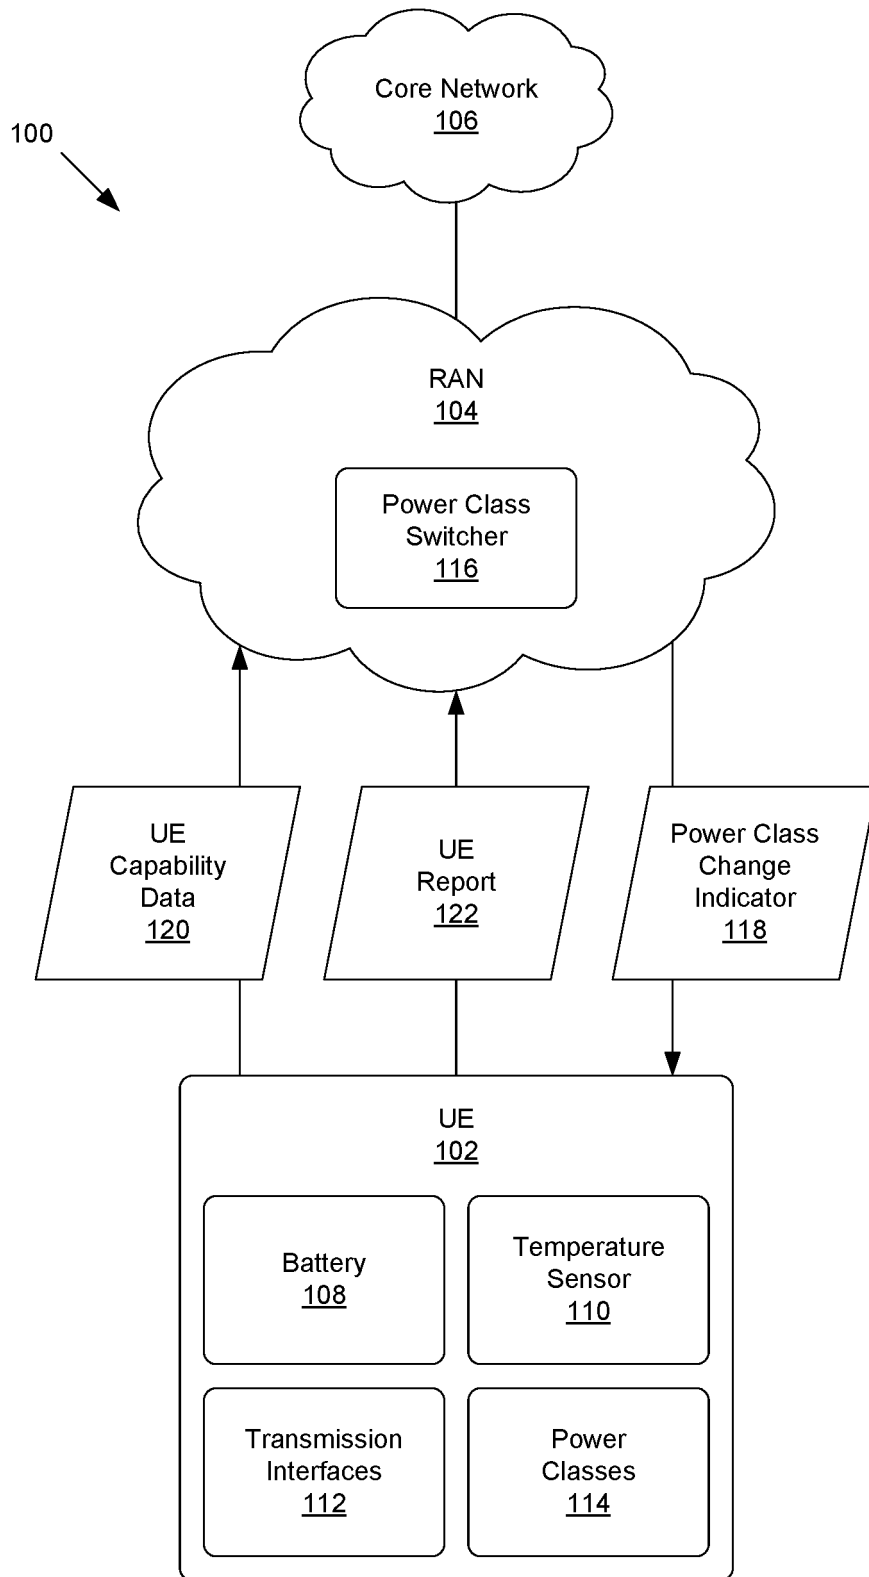 Core Network
106
100
RAN
104
Power Class
Switcher
116
UE
Capability
Data
120
UE
Report
122
Power Class
Change
Indicator
118
UE
102
Battery
108
Temperature
Sensor
110
Transmission
Interfaces
112
Power
Classes
114